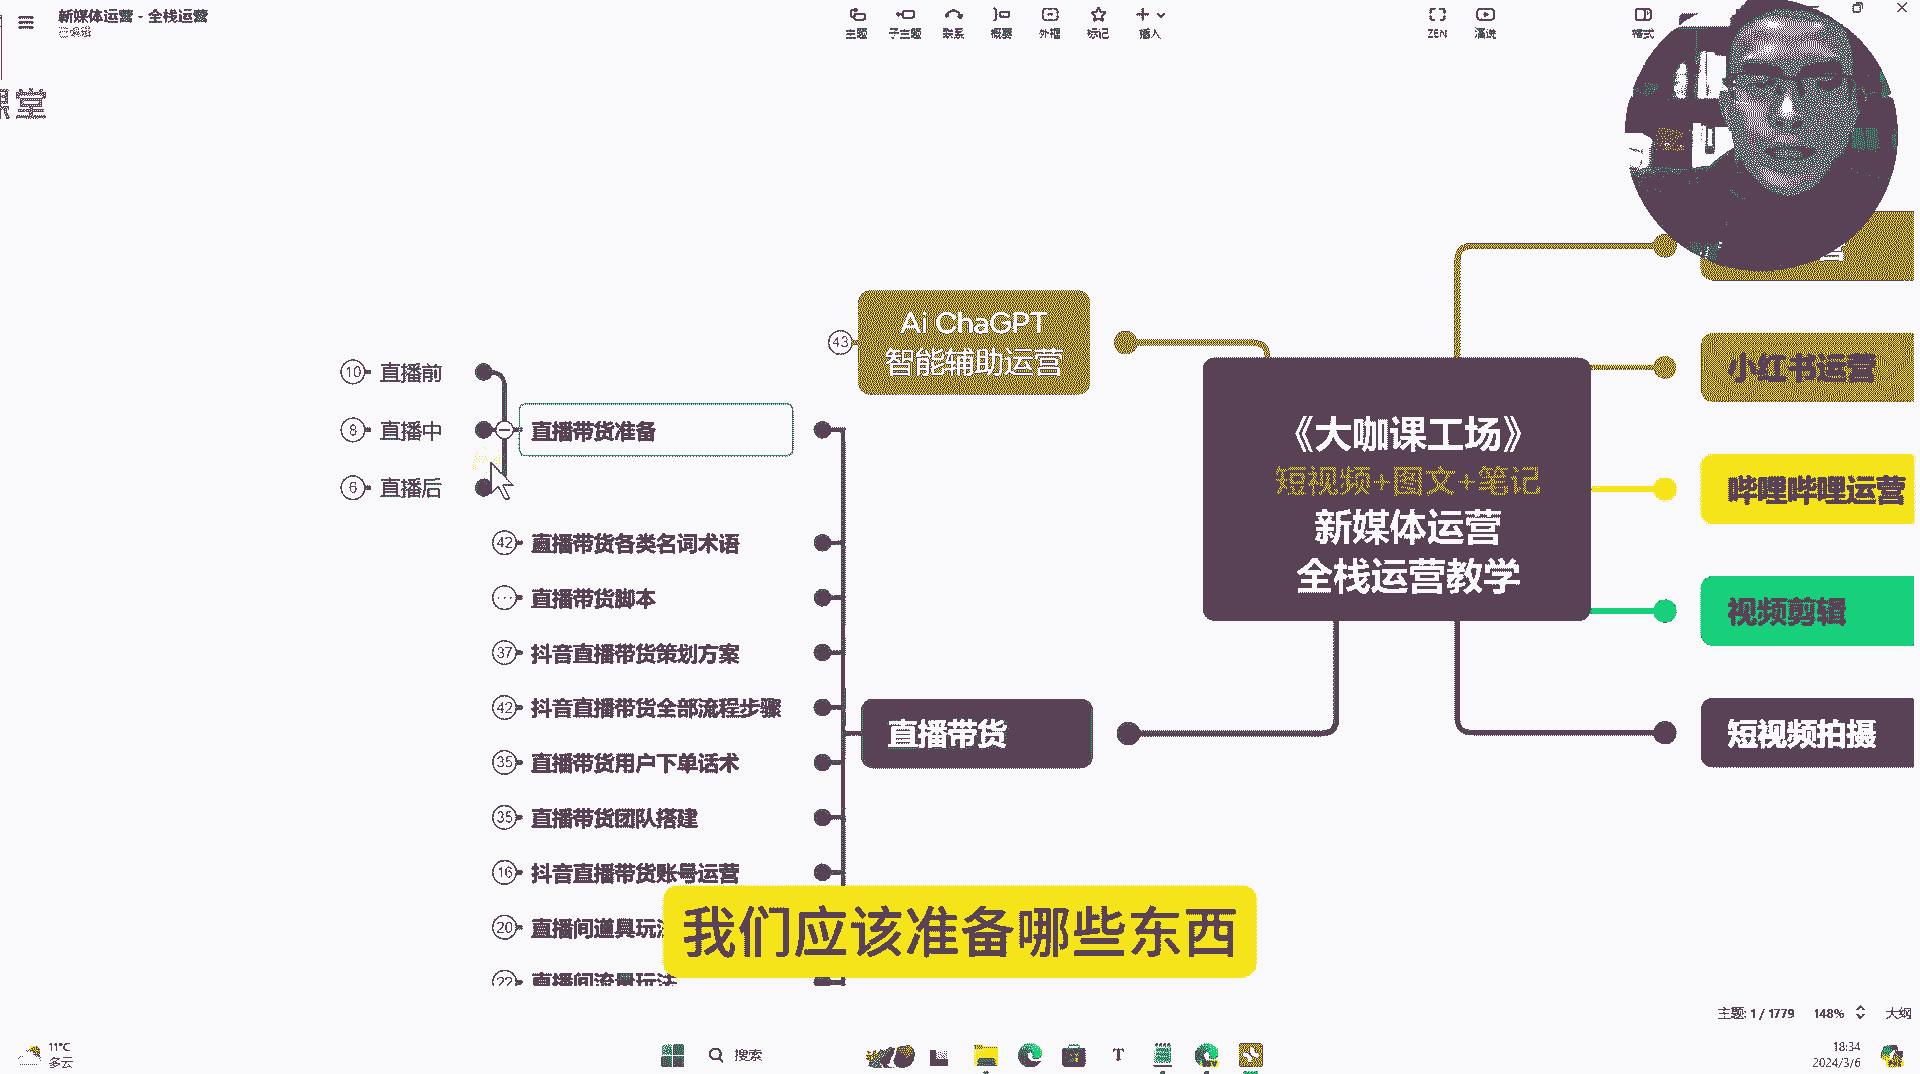 新媒体运营 - 全栈运营
已编辑
主题
子主题
联系
概要
外框
标记
插入
ZEN
演说
格式
课堂
Ai ChaGPT
智能辅助运营
43
10
直播前
8
直播中
6
直播后
直播带货准备
42
直播带货各类名词术语
直播带货脚本
37
抖音直播带货策划方案
42
抖音直播带货全部流程步骤
35
直播带货用户下单话术
35
直播带货团队搭建
16
抖音直播带货账号运营
20
直播间道具玩法
22
直播间流量玩法
直播带货
《大咖课工场》
短视频+图文+笔记
新媒体运营
全栈运营教学
小红书运营
哔哩哔哩运营
视频剪辑
短视频拍摄
我们应该准备哪些东西
主题: 1 / 1779
148%
大纲
11°C
多云
搜索
18:34
2024/3/6